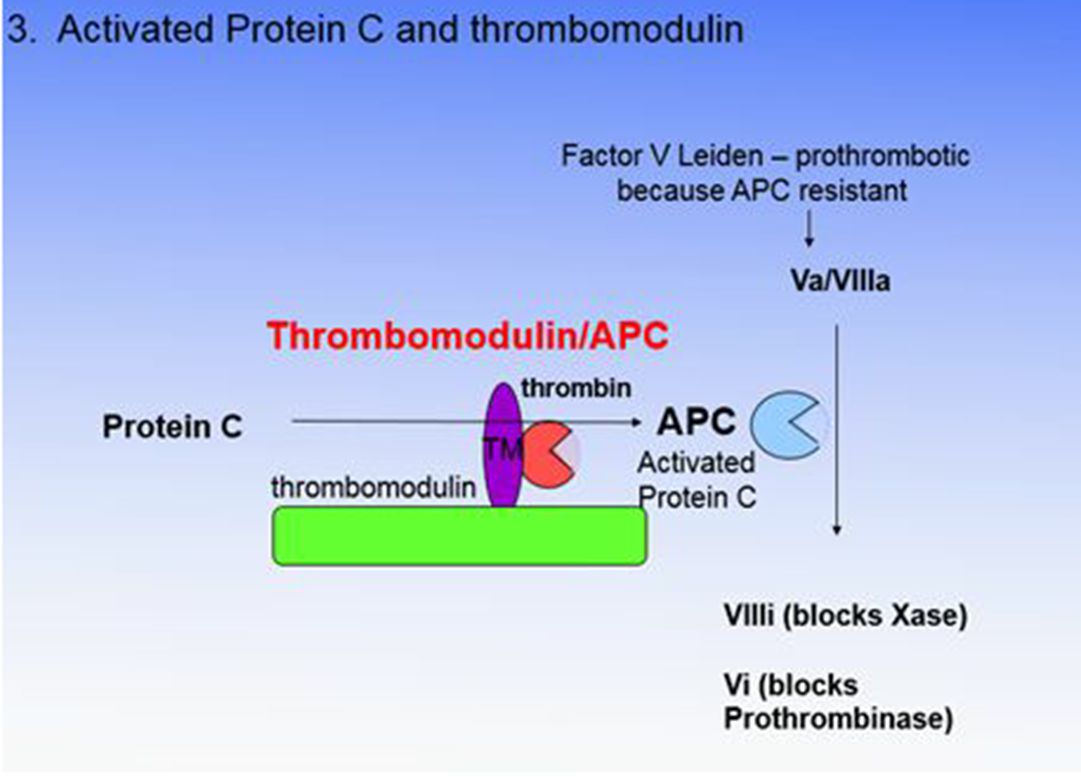 3. Activated Protein C and thrombomodulin
Factor V Leiden – prothrombotic
because APC resistant
Va/VIIIa
Thrombomodulin/APC
thrombin
Protein C
APC
TM
Activated
Protein C
thrombomodulin
VIIIi (blocks Xase)
Vi (blocks
Prothrombinase)